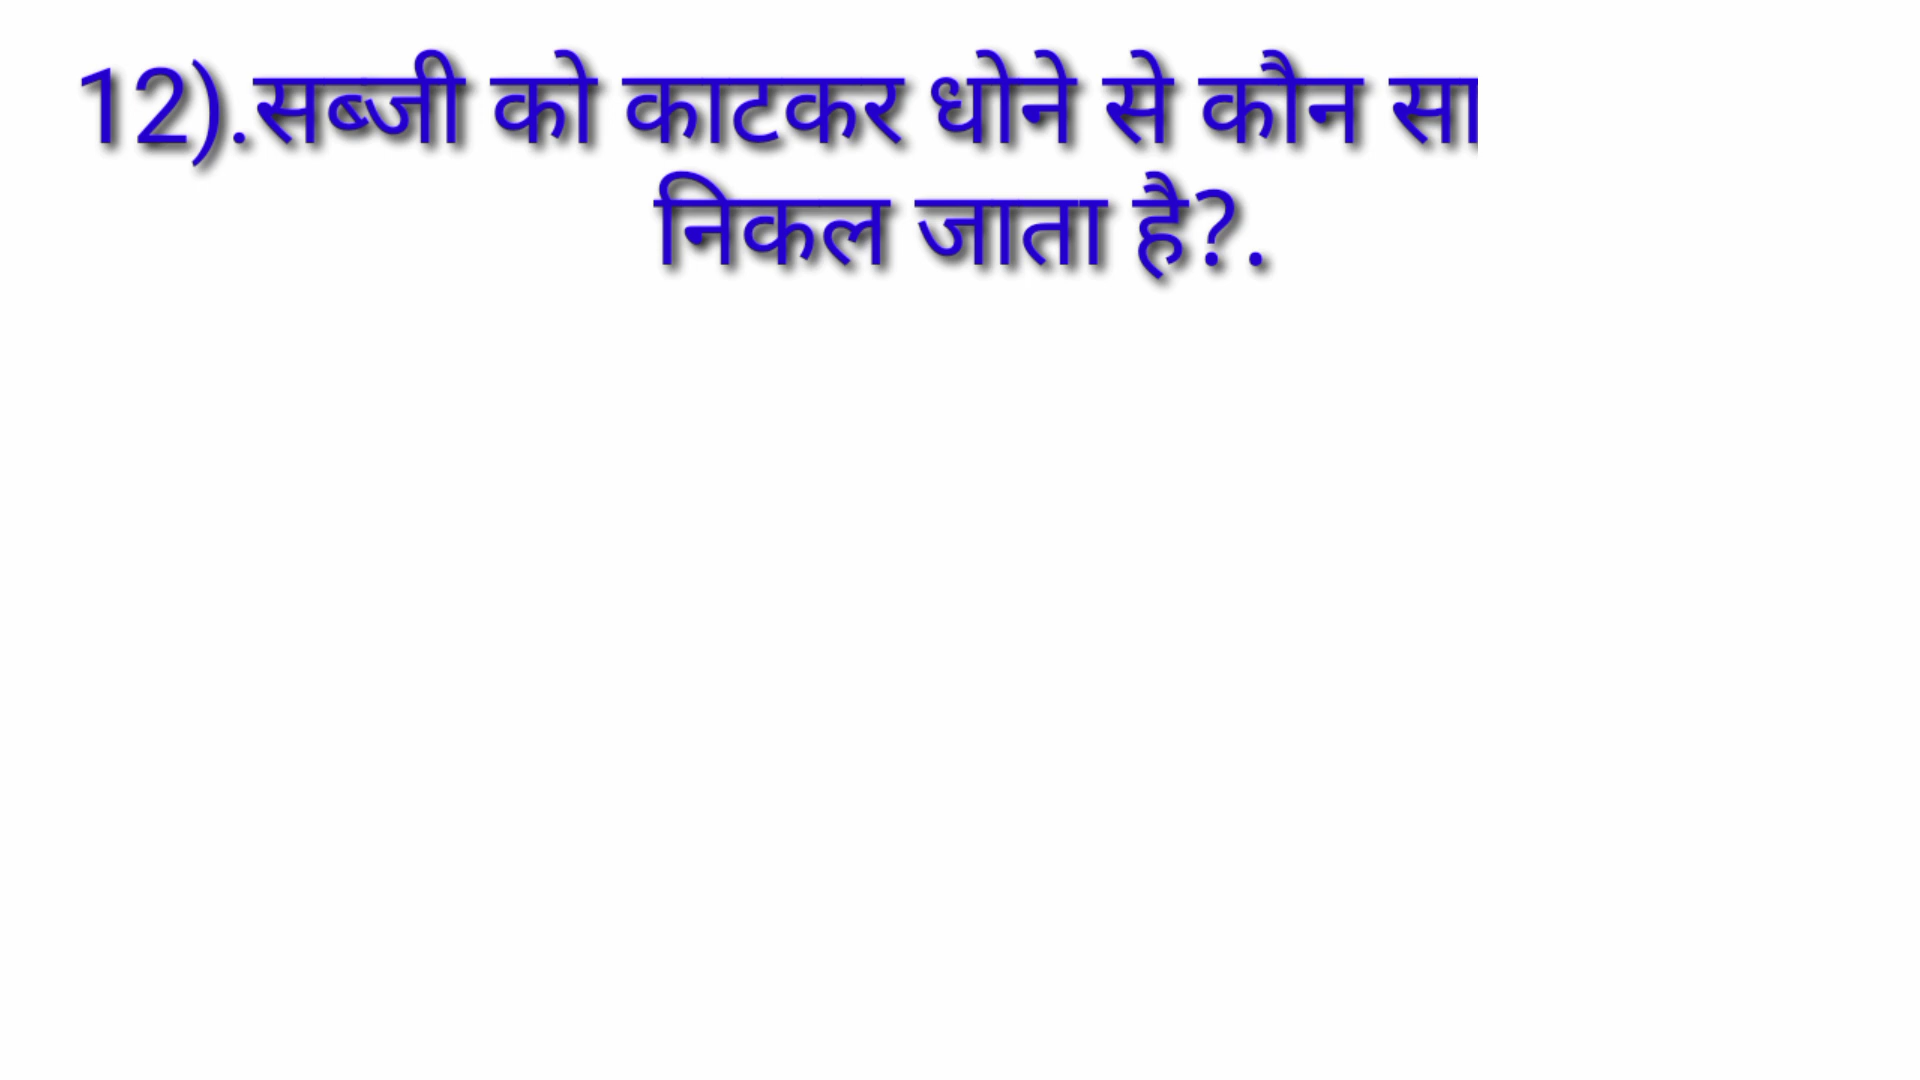 12).सब्जी को काटकर धोने से कौन सा
निकल जाता है?.